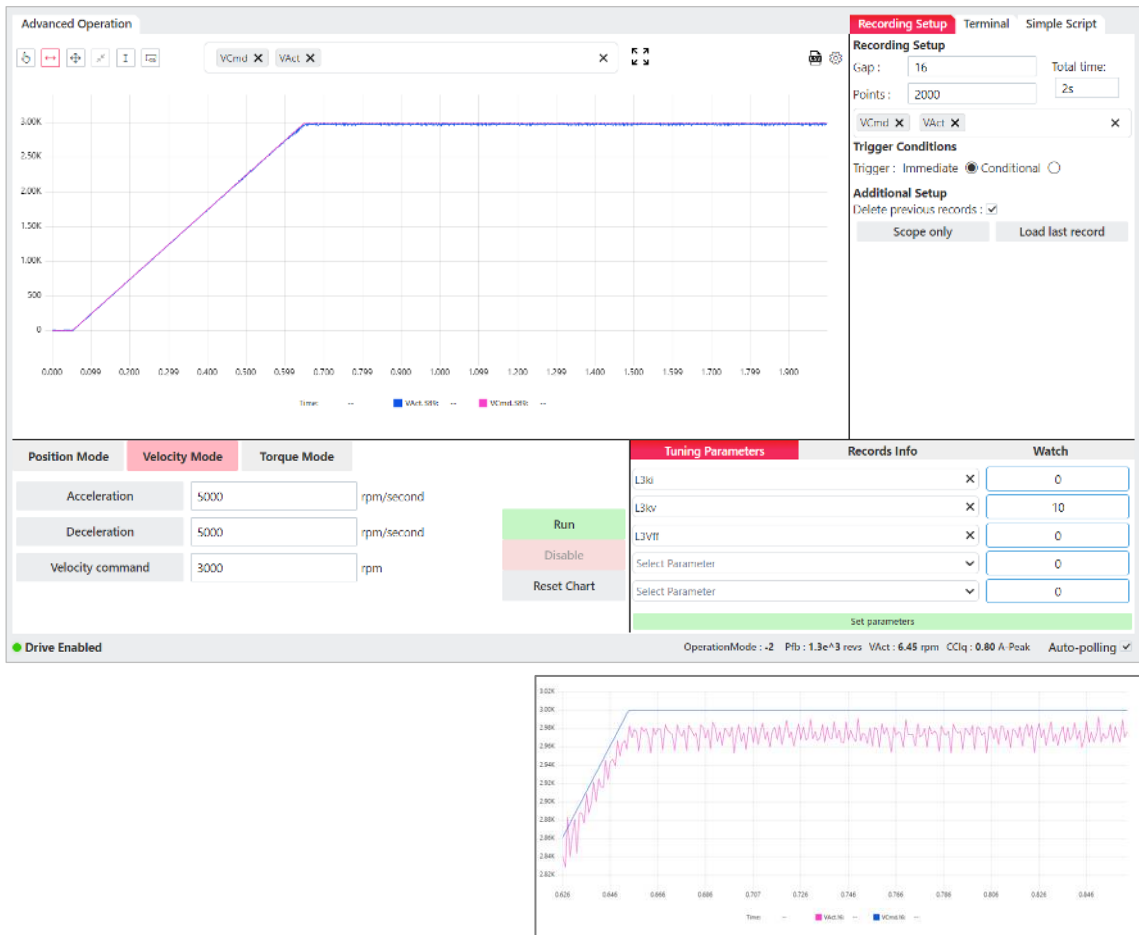 Advanced Operation
Recording Setup Terminal Simple Script
VCmd VAct
Recording Setup
Gap : 16 Total time:
Points : 2000 2s
VCmd VAct
Trigger Conditions
Trigger : Immediate Conditional
Additional Setup
Delete previous records :
Scope only Load last record
3.00K
2.50K
2.00K
1.50K
1.00K
500
0
0.000 0.099 0.200 0.299 0.400 0.500 0.599 0.700 0.799 0.900 1.000 1.099 1.200 1.299 1.400 1.500 1.599 1.700 1.799 1.900
Time: -- VAct.S89: -- VCmd.S89: --
Position Mode Velocity Mode Torque Mode
Acceleration 5000 rpm/second
Deceleration 5000 rpm/second
Velocity command 3000 rpm
Run
Disable
Reset Chart
Tuning Parameters Records Info Watch
L3ki 0
L3kv 10
L3Vff 0
Select Parameter 0
Select Parameter 0
Set parameters
Drive Enabled OperationMode : -2 Pfb : 1.3e^3 revs VAct : 6.45 rpm CCIq : 0.80 A-Peak Auto-polling
3.02K
3.00K
2.98K
2.96K
2.94K
2.92K
2.90K
2.88K
2.86K
2.84K
2.82K
0.626 0.646 0.666 0.686 0.707 0.726 0.746 0.766 0.786 0.806 0.826 0.846
Time: -- VAct.16: -- VCmd.16: --